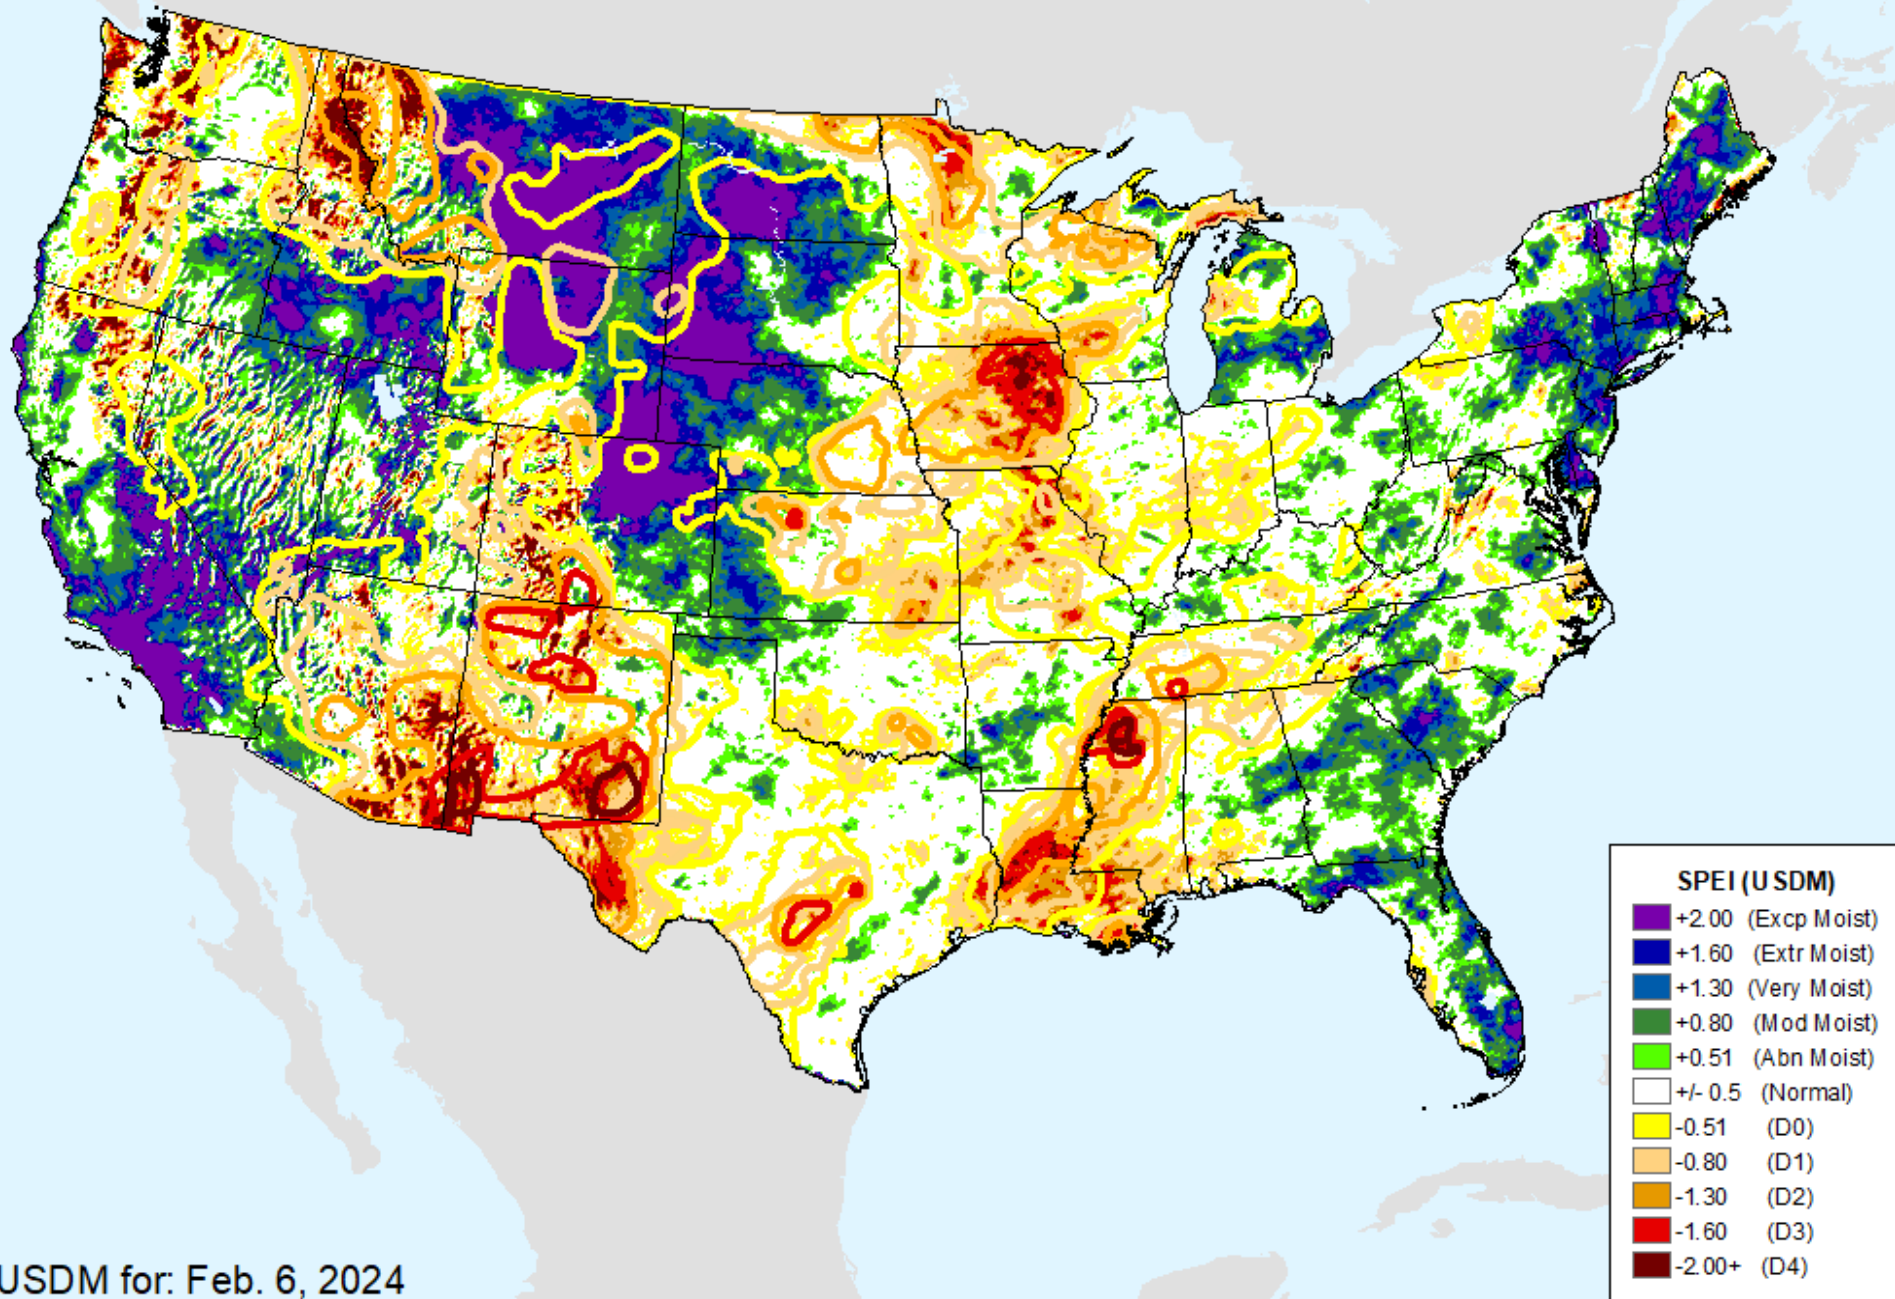 SPEI (USDM)
+2.00 (Excp Moist)
+1.60 (Extr Moist)
+1.30 (Very Moist)
+0.80 (Mod Moist)
+0.51 (Abn Moist)
+/- 0.5 (Normal)
-0.51 (D0)
-0.80 (D1)
-1.30 (D2)
-1.60 (D3)
-2.00+ (D4)
USDM for: Feb. 6, 2024